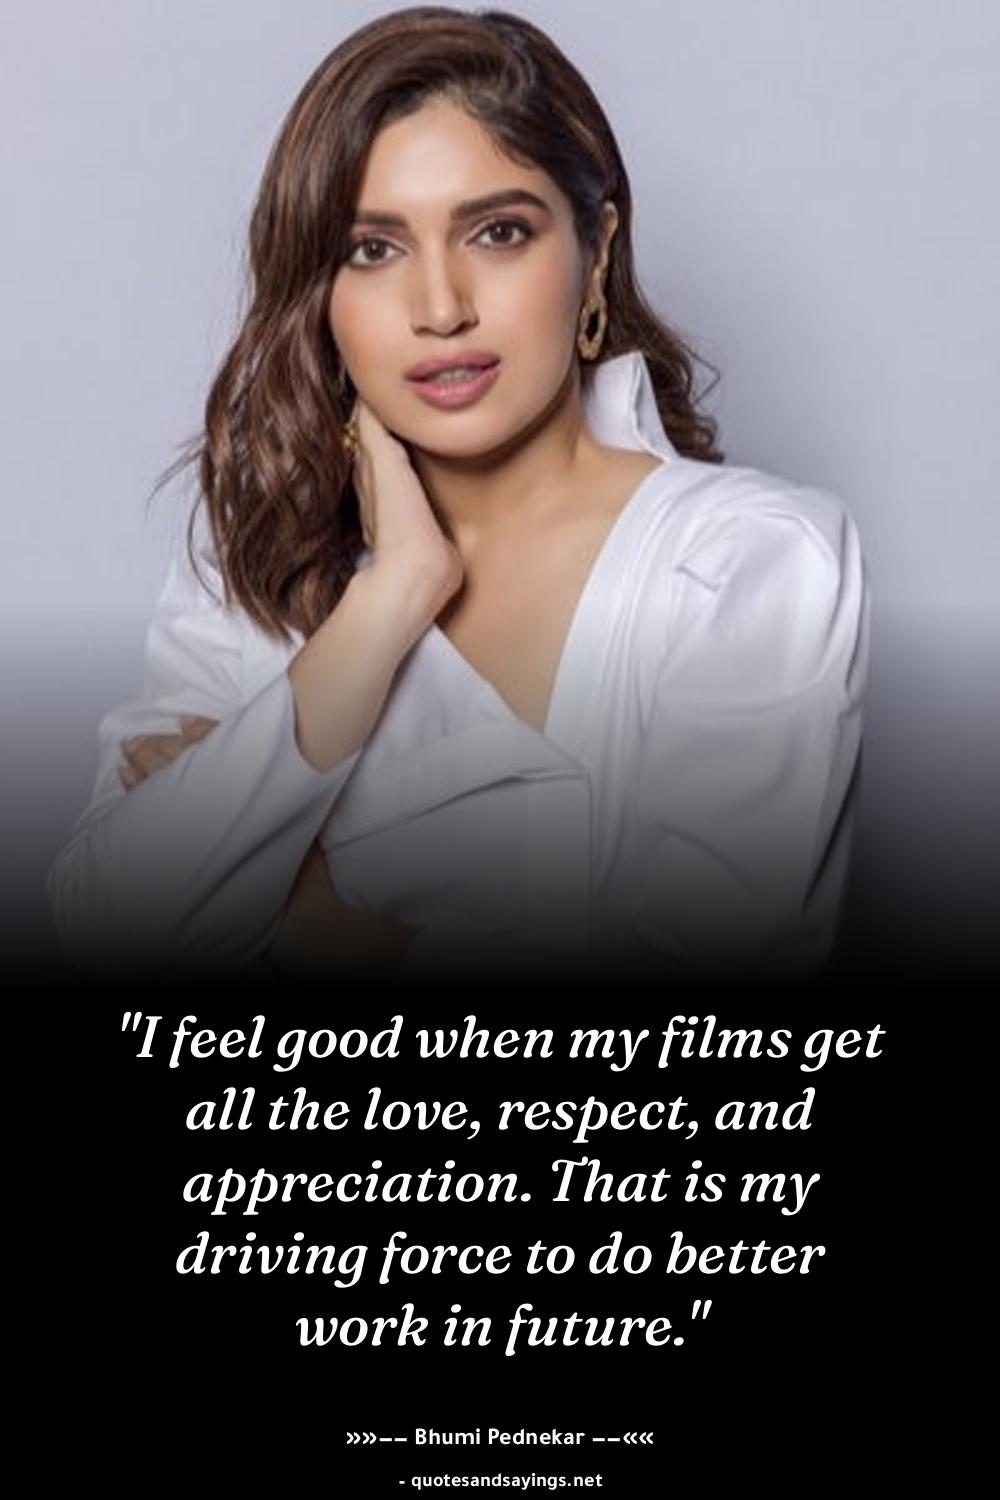 "I feel good when my films get
all the love, respect, and
appreciation. That is my
driving force to do better
work in future."
»»–– Bhumi Pednekar ––««
- quotesandsayings.net